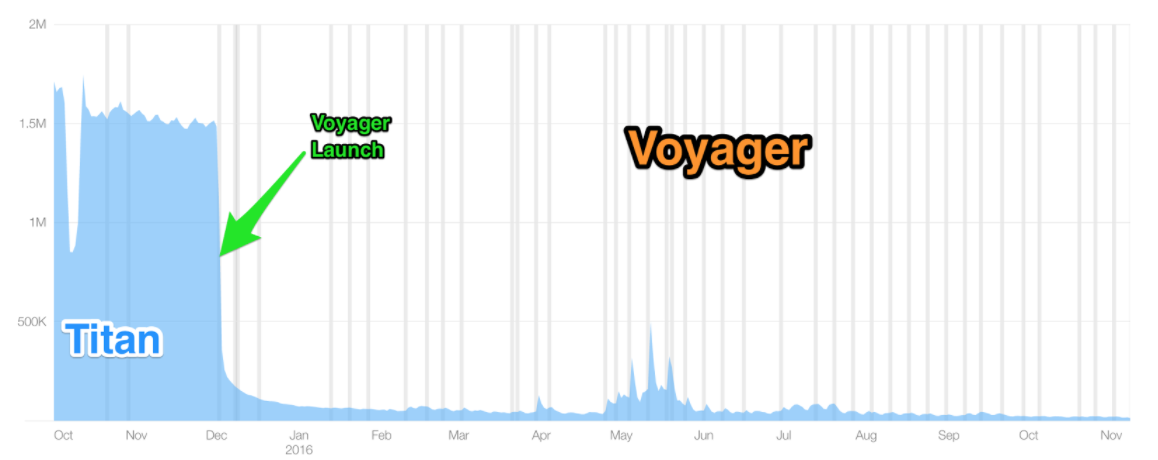 2M
1.5M
1M
500K
Voyager
Launch
Voyager
Titan
Oct Nov Dec Jan Feb Mar Apr May Jun Jul Aug Sep Oct Nov
2016